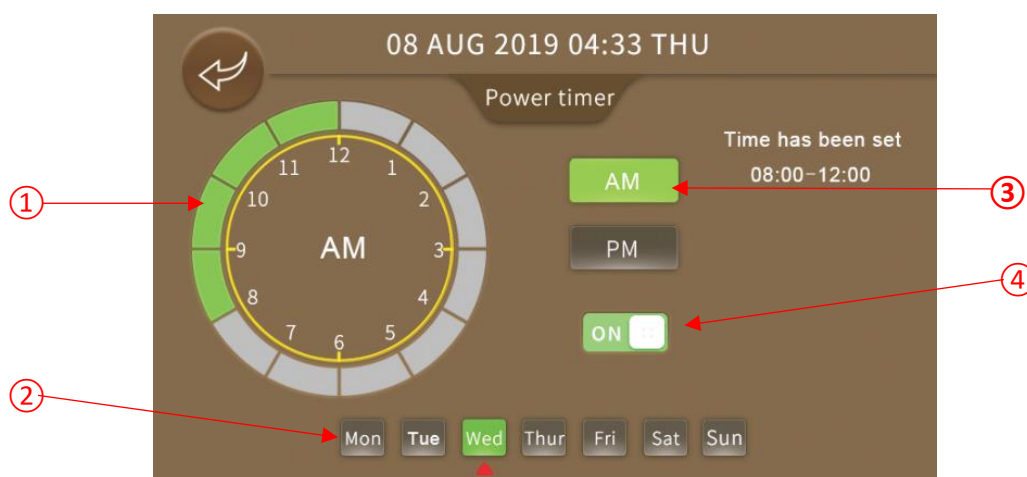 08 AUG 2019 04:33 THU
Power timer
Time has been set
08:00-12:00
12
1
2
3
4
5
6
7
8
9
10
11
AM
AM
PM
ON
Mon Tue Wed Thur Fri Sat Sun
①
②
③
④